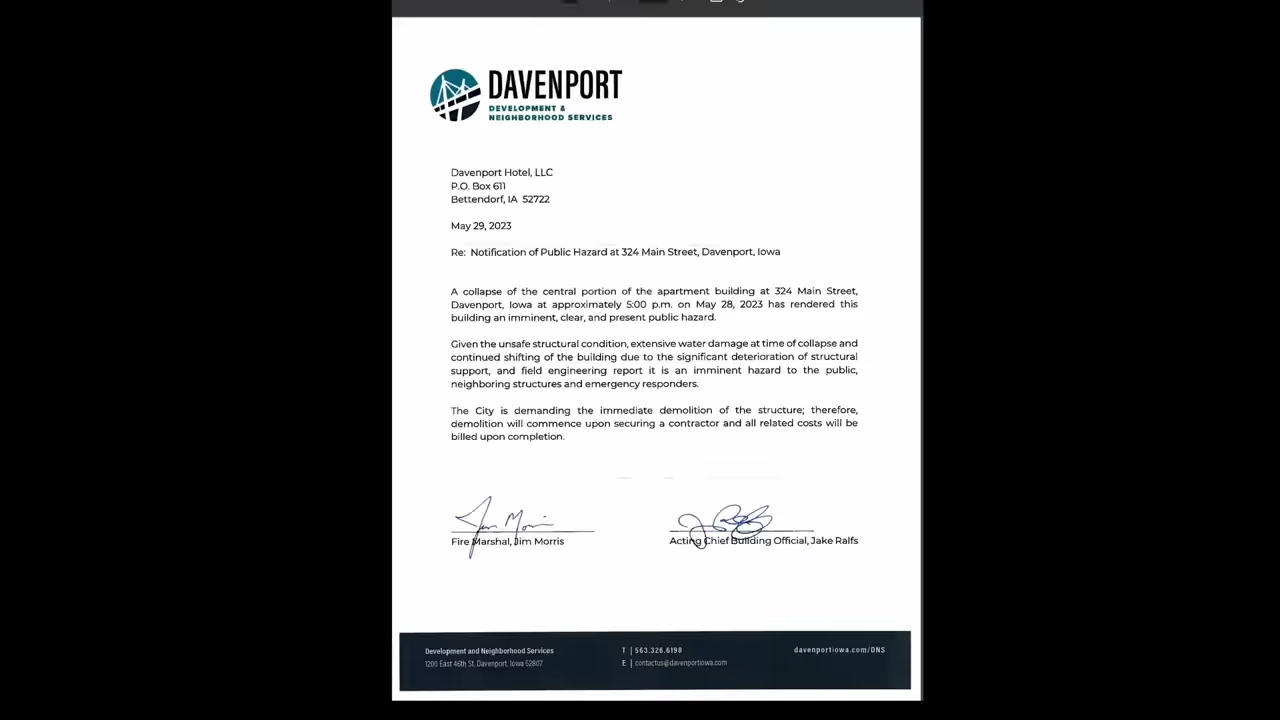 DAVENPORT
DEVELOPMENT &
NEIGHBORHOOD SERVICES
Davenport Hotel, LLC
P.O. Box 611
Bettendorf, IA 52722
May 29, 2023
Re: Notification of Public Hazard at 324 Main Street, Davenport, Iowa
A collapse of the central portion of the apartment building at 324 Main Street,
Davenport, Iowa at approximately 5:00 p.m. on May 28, 2023 has rendered this
building an imminent, clear, and present public hazard.
Given the unsafe structural condition, extensive water damage at time of collapse and
continued shifting of the building due to the significant deterioration of structural
support, and field engineering report it is an imminent hazard to the public,
neighboring structures and emergency responders.
The City is demanding the immediate demolition of the structure; therefore,
demolition will commence upon securing a contractor and all related costs will be
billed upon completion.
Fire Marshal, Jim Morris
Acting Chief Building Official, Jake Ralfs
Development and Neighborhood Services
1200 East 46th St. Davenport, Iowa 52807
T | 563.326.6198
E | contactus@davenportiowa.com
davenportiowa.com/DNS